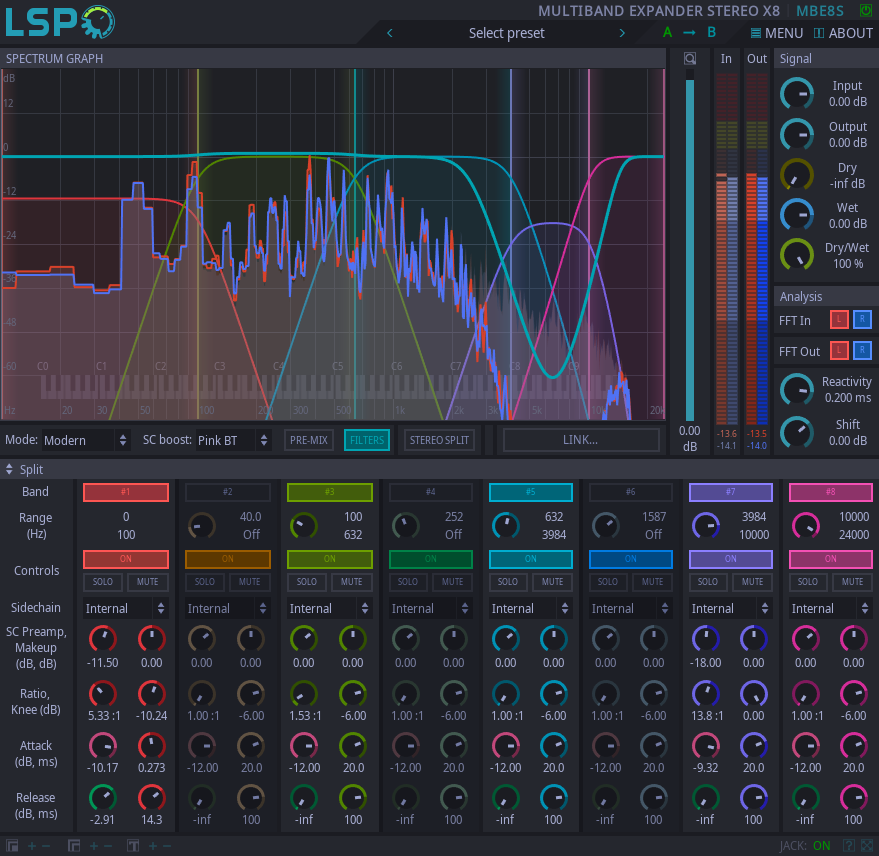 LSP MULTIBAND EXPANDER STEREO X8 MBE8S
Select preset A B MENU ABOUT
SPECTRUM GRAPH In Out Signal
dB
12
0
-12
-24
-36
-48
-60
C0 C1 C2 C3 C4 C5 C6 C7 C8 C9
Hz 20 30 50 100 200 300 500 1k 2k 3k 5k 10k 20k
Input
0.00 dB
Output
0.00 dB
Dry
-inf dB
Wet
0.00 dB
Dry/Wet
100 %
Analysis
FFT In L R
FFT Out L R
Reactivity
0.200 ms
Shift
0.00 dB
0.00
dB
-13.6 -13.5
-14.1 -14.0
Mode: Modern SC boost: Pink BT PRE-MIX FILTERS STEREO SPLIT LINK...
Split
Band #1 #2 #3 #4 #5 #6 #7 #8
Range 0 40.0 100 252 632 1587 3984 10000
(Hz) 100 Off 632 Off 3984 Off 10000 24000
Controls ON ON ON ON ON ON ON ON
SOLO MUTE SOLO MUTE SOLO MUTE SOLO MUTE SOLO MUTE SOLO MUTE SOLO MUTE SOLO MUTE
Sidechain Internal Internal Internal Internal Internal Internal Internal Internal
SC Preamp,
Makeup
(dB, dB) -11.50 0.00 0.00 0.00 0.00 0.00 0.00 0.00 0.00 0.00 0.00 0.00 -18.00 0.00 0.00 0.00
Ratio,
Knee (dB) 5.33 :1 -10.24 1.00 :1 -6.00 1.53 :1 -6.00 1.00 :1 -6.00 1.00 :1 -6.00 1.00 :1 -6.00 13.8 :1 0.00 1.00 :1 -6.00
Attack
(dB, ms) -10.17 0.273 -12.00 20.0 -12.00 20.0 -12.00 20.0 -12.00 20.0 -12.00 20.0 -9.32 20.0 -12.00 20.0
Release
(dB, ms) -2.91 14.3 -inf 100 -inf 100 -inf 100 -inf 100 -inf 100 -inf 100 -inf 100
JACK: ON